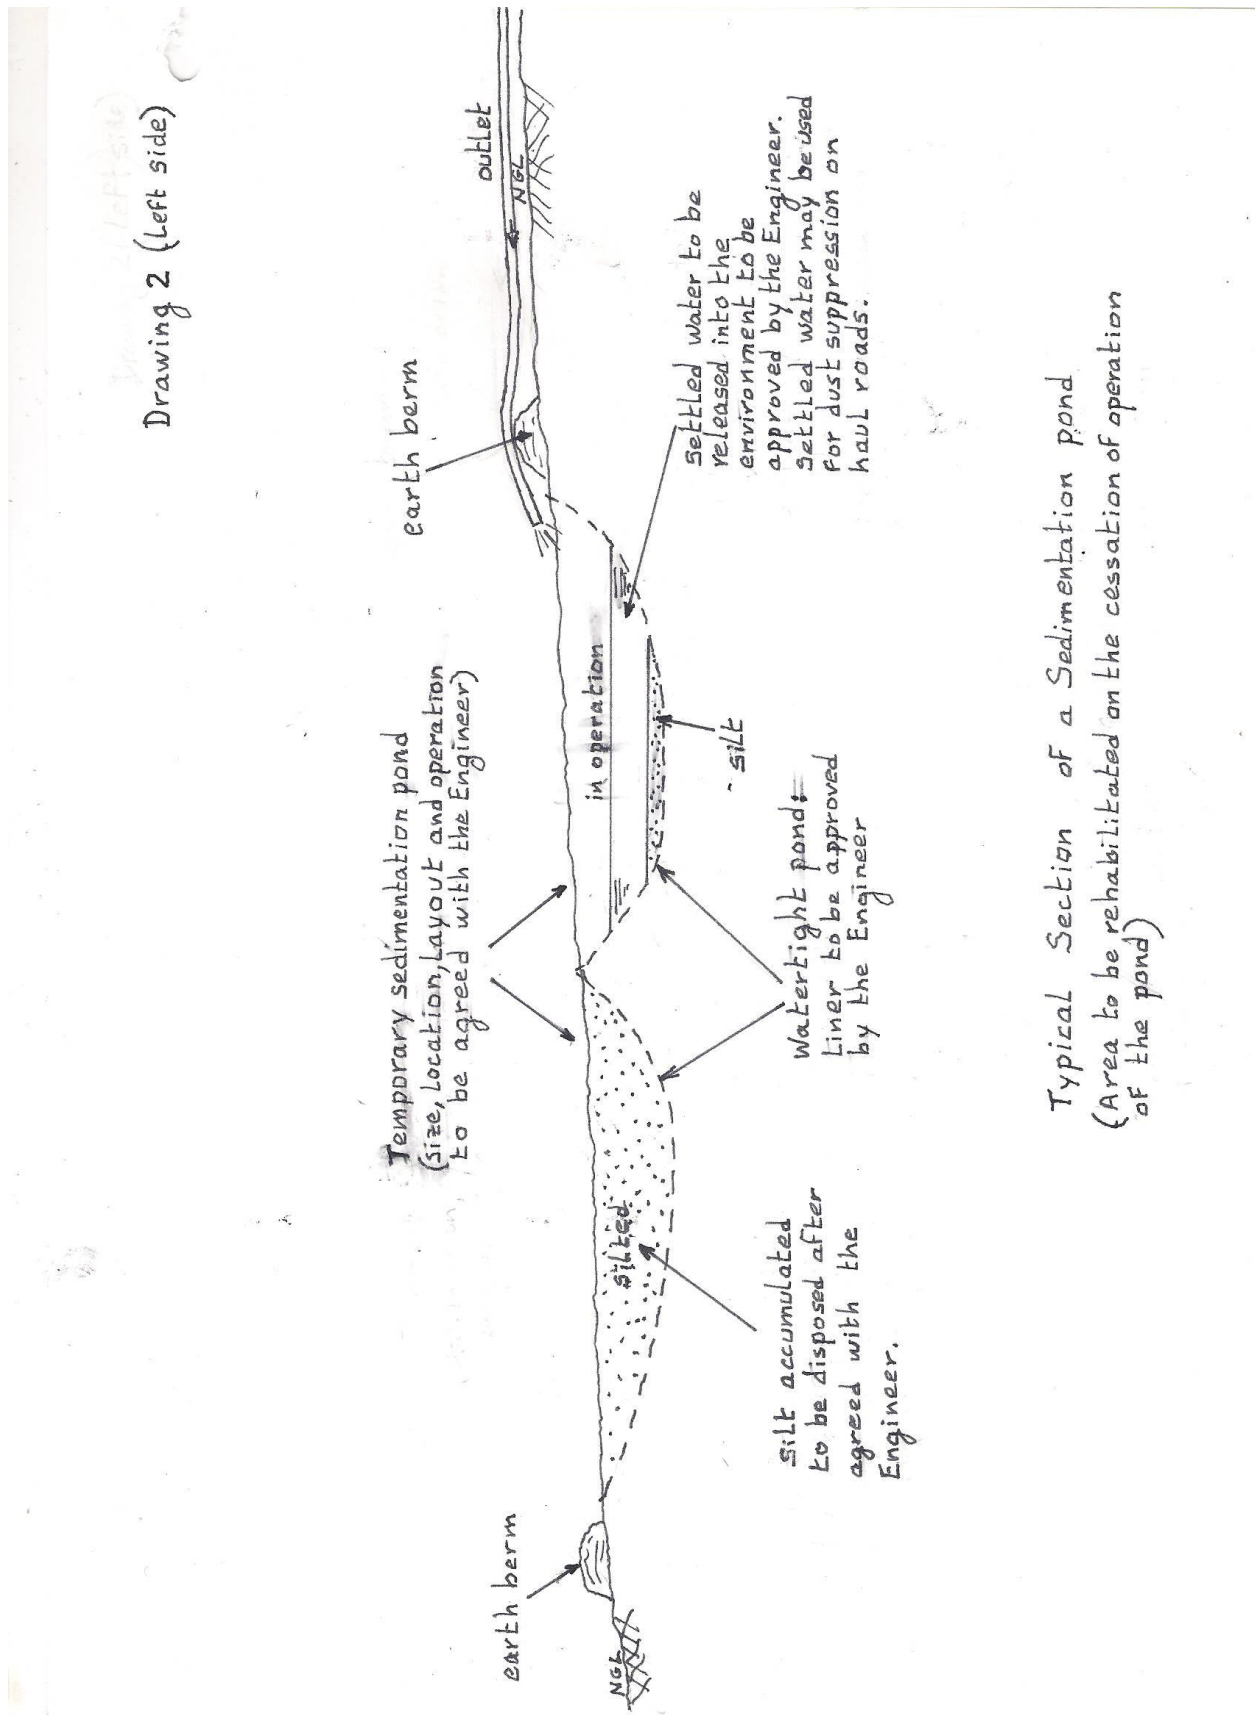 Drawing 2 (Left side)
outlet
NGL
earth berm
Temporary sedimentation pond
(size, Location, Layout and operation
to be agreed with the Engineer)
in operation
settled water to be
released into the
environment to be
approved by the Engineer.
settled water may be used
for dust suppression on
haul roads.
silt
Watertight pond:
Liner to be approved
by the Engineer
silted
silt accumulated
to be disposed after
agreed with the
Engineer.
earth berm
NGL
Typical Section of a Sedimentation pond
(Area to be rehabilitated on the cessation of operation
of the pond)